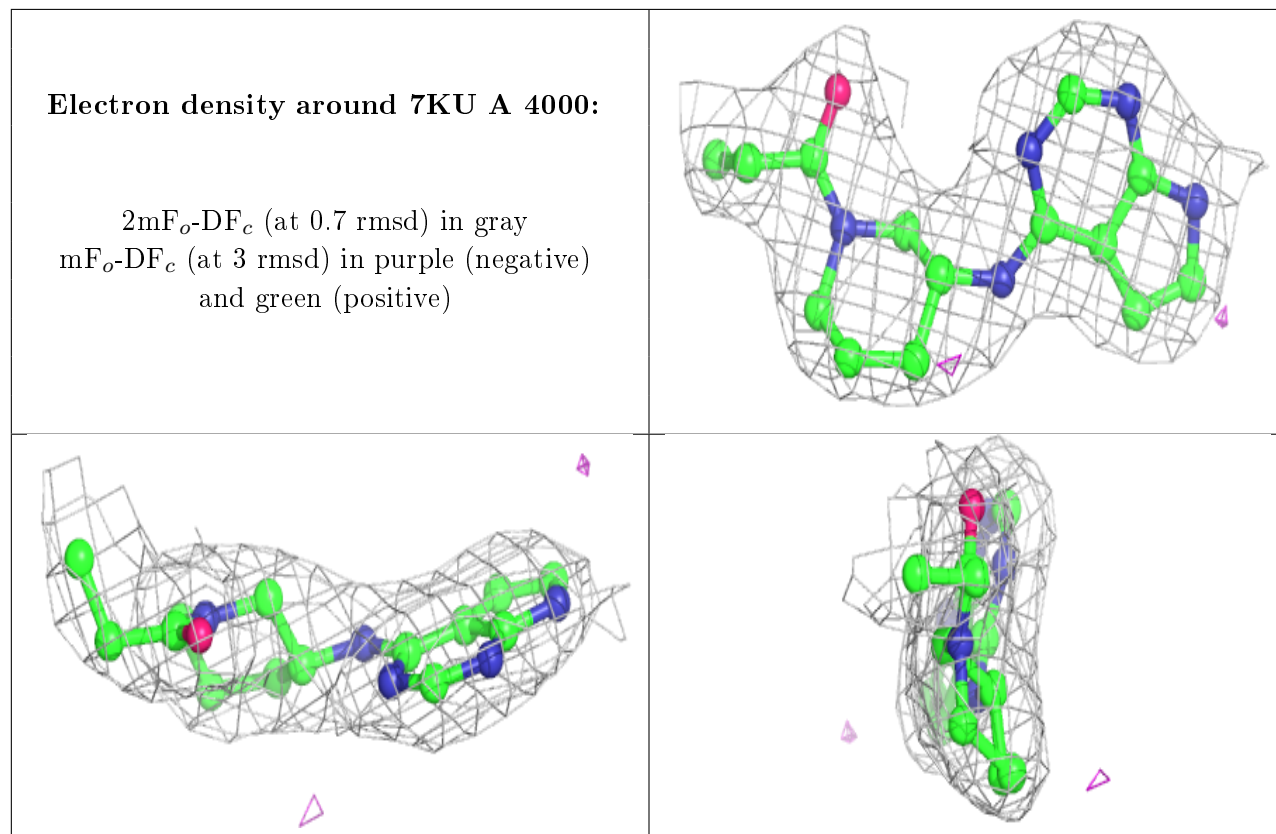 Electron density around 7KU A 4000:
2mFo-DFc (at 0.7 rmsd) in gray
mFo-DFc (at 3 rmsd) in purple (negative)
and green (positive)